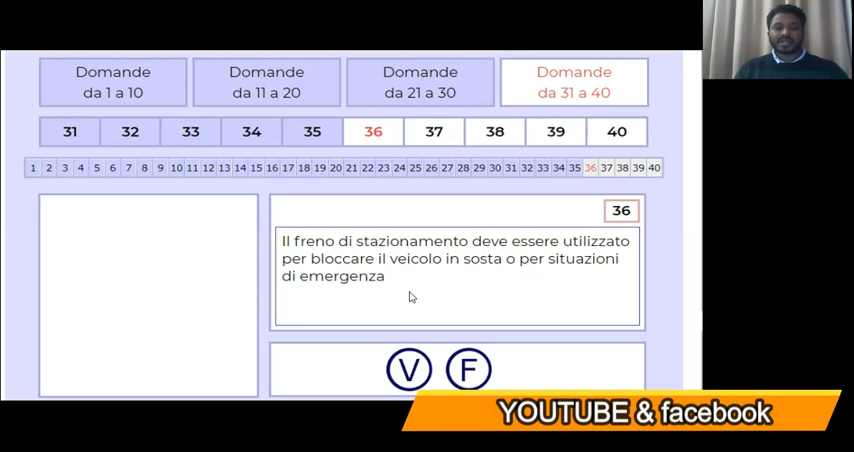 Domande
da 1 a 10
Domande
da 11 a 20
Domande
da 21 a 30
Domande
da 31 a 40
31 32 33 34 35 36 37 38 39 40
1 2 3 4 5 6 7 8 9 10 11 12 13 14 15 16 17 18 19 20 21 22 23 24 25 26 27 28 29 30 31 32 33 34 35 36 37 38 39 40
36
Il freno di stazionamento deve essere utilizzato
per bloccare il veicolo in sosta o per situazioni
di emergenza
V F
YOUTUBE & facebook